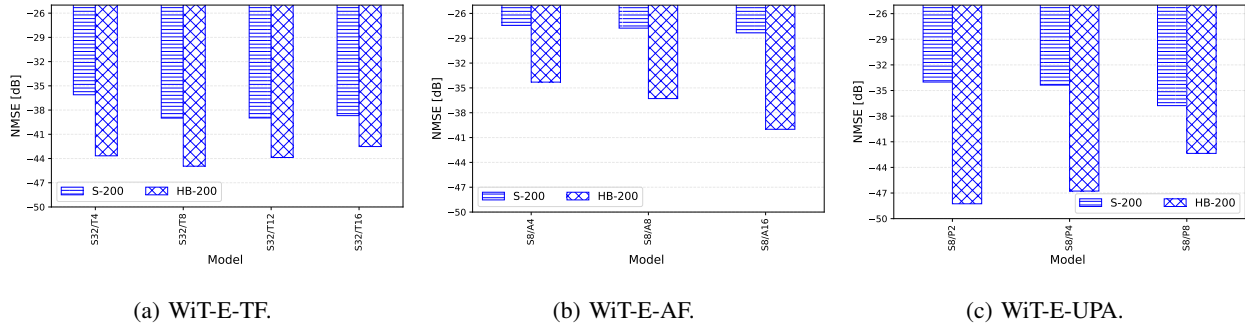 −26
−29
−32
−35
−38
−41
−44
−47
−50
NMSE [dB]
S-200
HB-200
S32/T4
S32/T8
S32/T12
S32/T16
Model
(a) WiT-E-TF.
−26
−29
−32
−35
−38
−41
−44
−47
−50
NMSE [dB]
S-200
HB-200
S8/A4
S8/A8
S8/A16
Model
(b) WiT-E-AF.
−26
−29
−32
−35
−38
−41
−44
−47
−50
NMSE [dB]
S-200
HB-200
S8/P2
S8/P4
S8/P8
Model
(c) WiT-E-UPA.